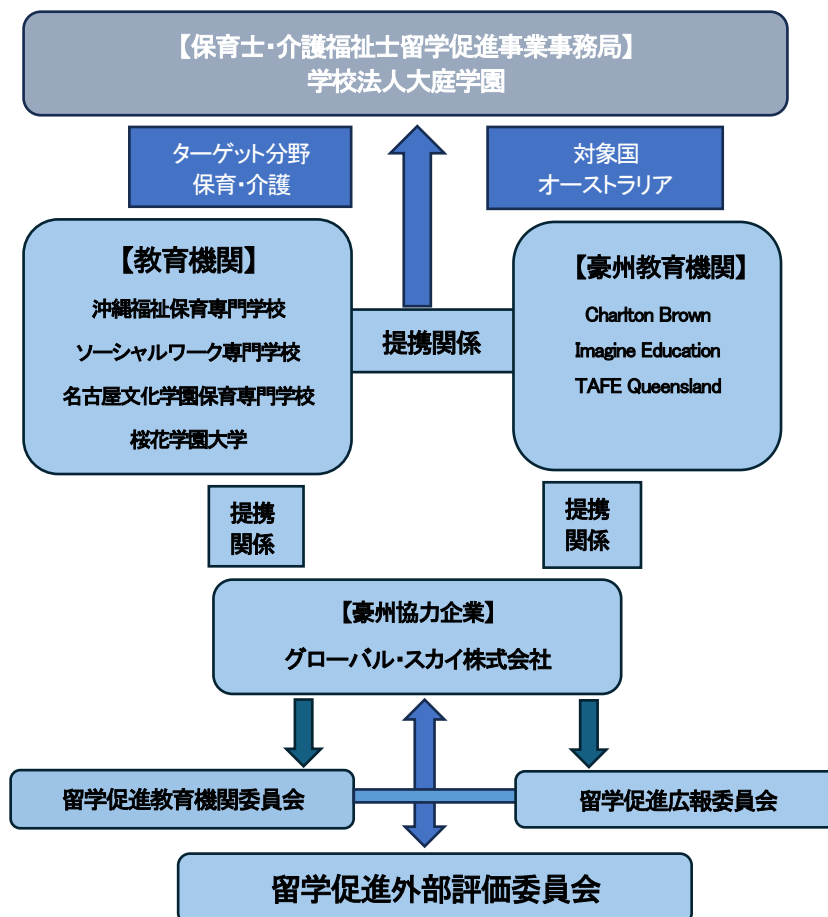 【保育士・介護福祉士留学促進事業事務局】
学校法人大庭学園
ターゲット分野
保育・介護
対象国
オーストラリア
【教育機関】
沖縄福祉保育専門学校
ソーシャルワーク専門学校
名古屋文化学園保育専門学校
桜花学園大学
提携関係
【豪州教育機関】
Charlton Brown
Imagine Education
TAFE Queensland
提携
関係
提携
関係
【豪州協力企業】
グローバル・スカイ株式会社
留学促進教育機関委員会
留学促進広報委員会
留学促進外部評価委員会